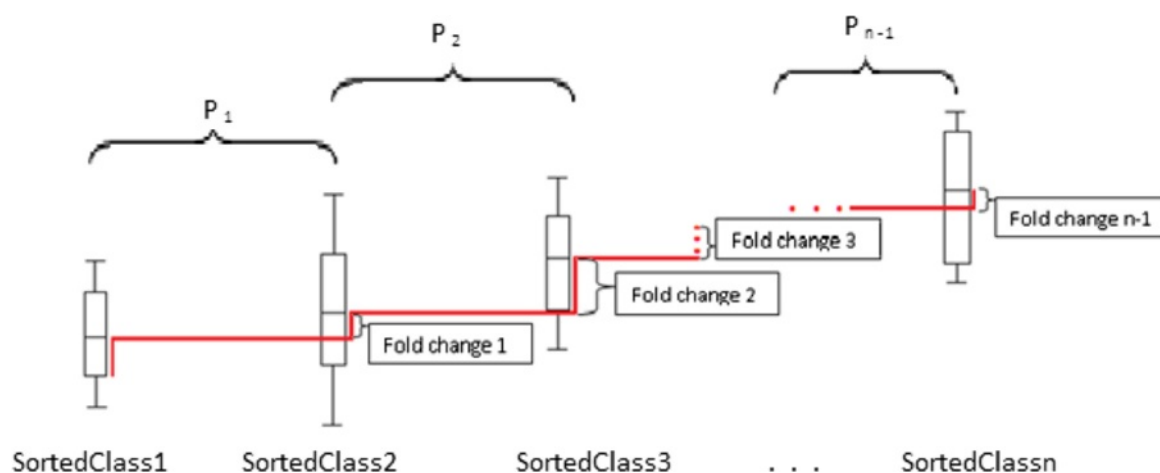 P n-1
P 2
P 1
Fold change n-1
Fold change 3
Fold change 2
Fold change 1
SortedClass1 SortedClass2 SortedClass3 . . . SortedClassn